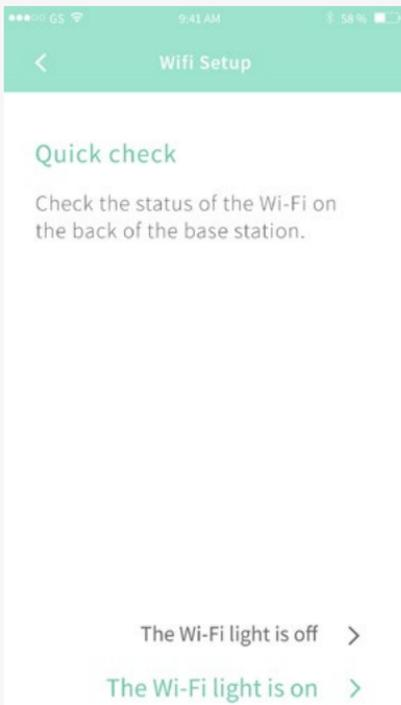 GS 9:41 AM 58 %
Wifi Setup
Quick check
Check the status of the Wi-Fi on
the back of the base station.
The Wi-Fi light is off
The Wi-Fi light is on